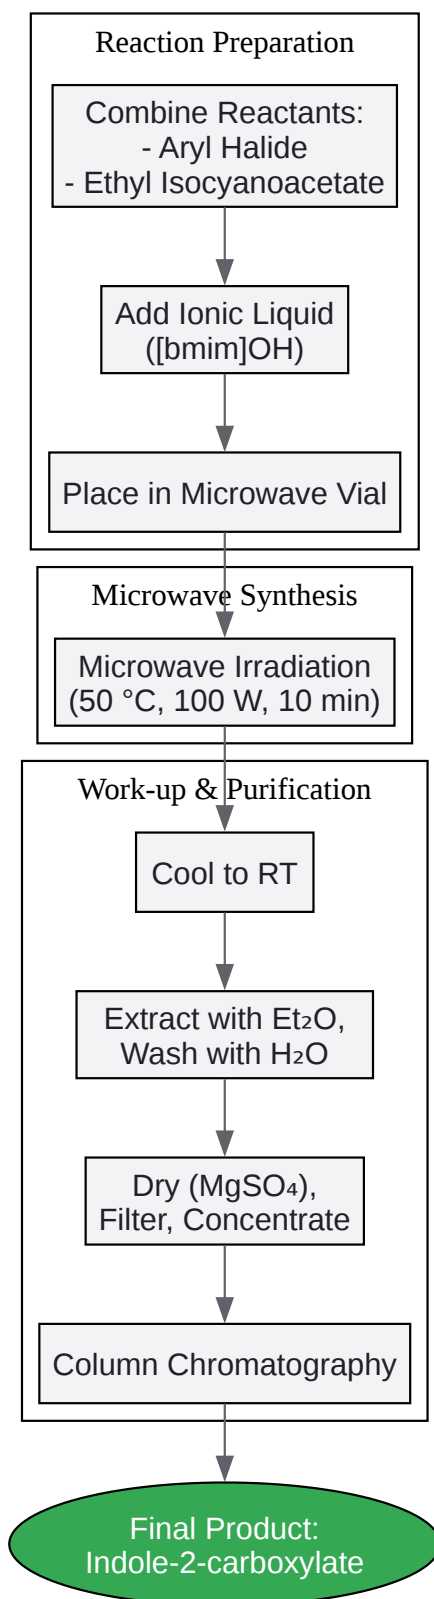 Reaction Preparation
Combine Reactants:
- Aryl Halide
- Ethyl Isocyanoacetate
Add Ionic Liquid
([bmim]OH)
Place in Microwave Vial
Microwave Synthesis
Microwave Irradiation
(50 °C, 100 W, 10 min)
Work-up & Purification
Cool to RT
Extract with Et₂O,
Wash with H₂O
Dry (MgSO₄),
Filter, Concentrate
Column Chromatography
Final Product:
Indole-2-carboxylate